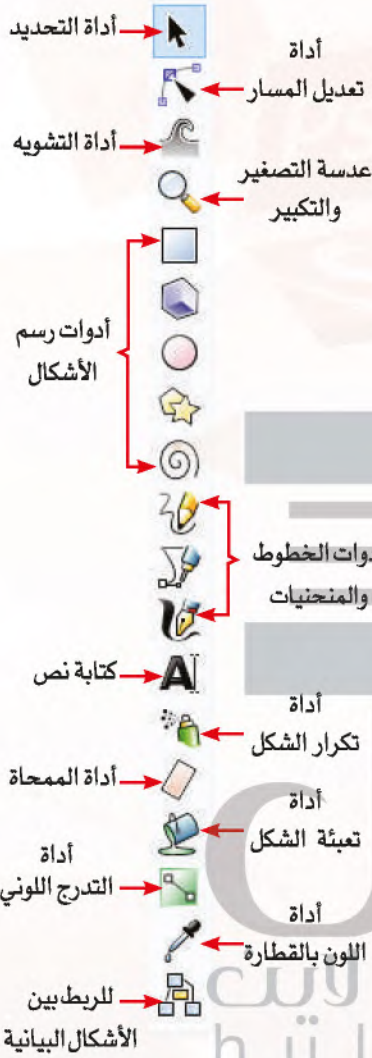 أداة التحديد
أداة
تعديل المسار
أداة التشويه
عدسة التصغير
والتكبير
أدوات رسم
الأشكال
دوات الخطوط
والمنحنيات
كتابة نص
أداة
تكرار الشكل
أداة الممحاة
أداة
تعبئة الشكل
أداة
التدرج اللوني
أداة
اللون بالقطارة
للربط بين
الأشكال البيانية